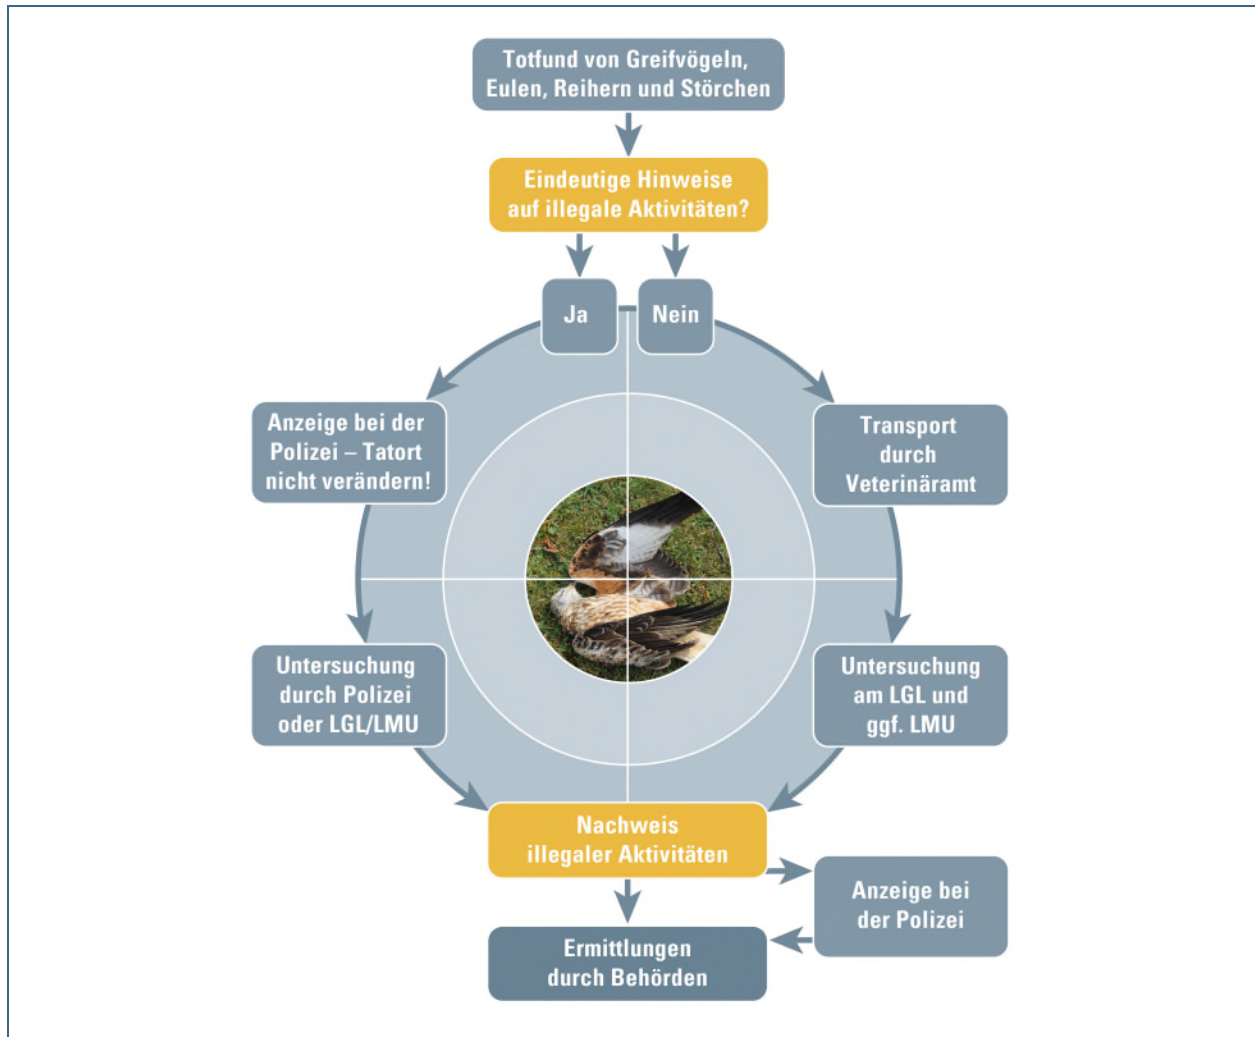 Totfund von Greifvögeln,
Eulen, Reihern und Störchen
Eindeutige Hinweise
auf illegale Aktivitäten?
Ja
Nein
Anzeige bei der
Polizei – Tatort
nicht verändern!
Transport
durch
Veterinäramt
Untersuchung
durch Polizei
oder LGL/LMU
Untersuchung
am LGL und
ggf. LMU
Nachweis
illegaler Aktivitäten
Anzeige bei
der Polizei
Ermittlungen
durch Behörden